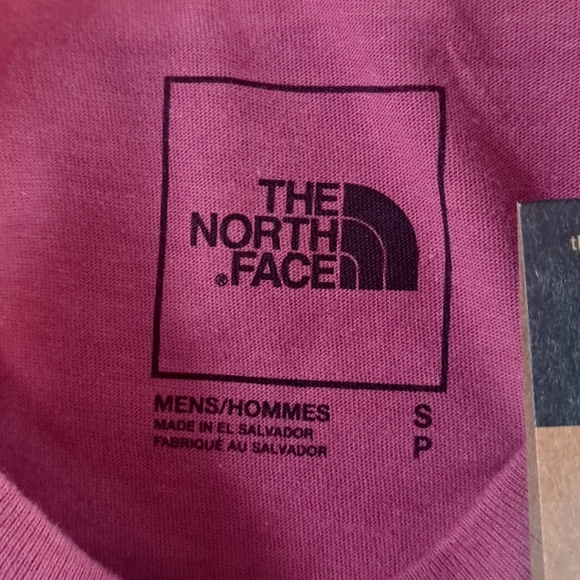 THE
NORTH
®FACE
MENS/HOMMES S
MADE IN EL SALVADOR
FABRIQUÉ AU SALVADOR P